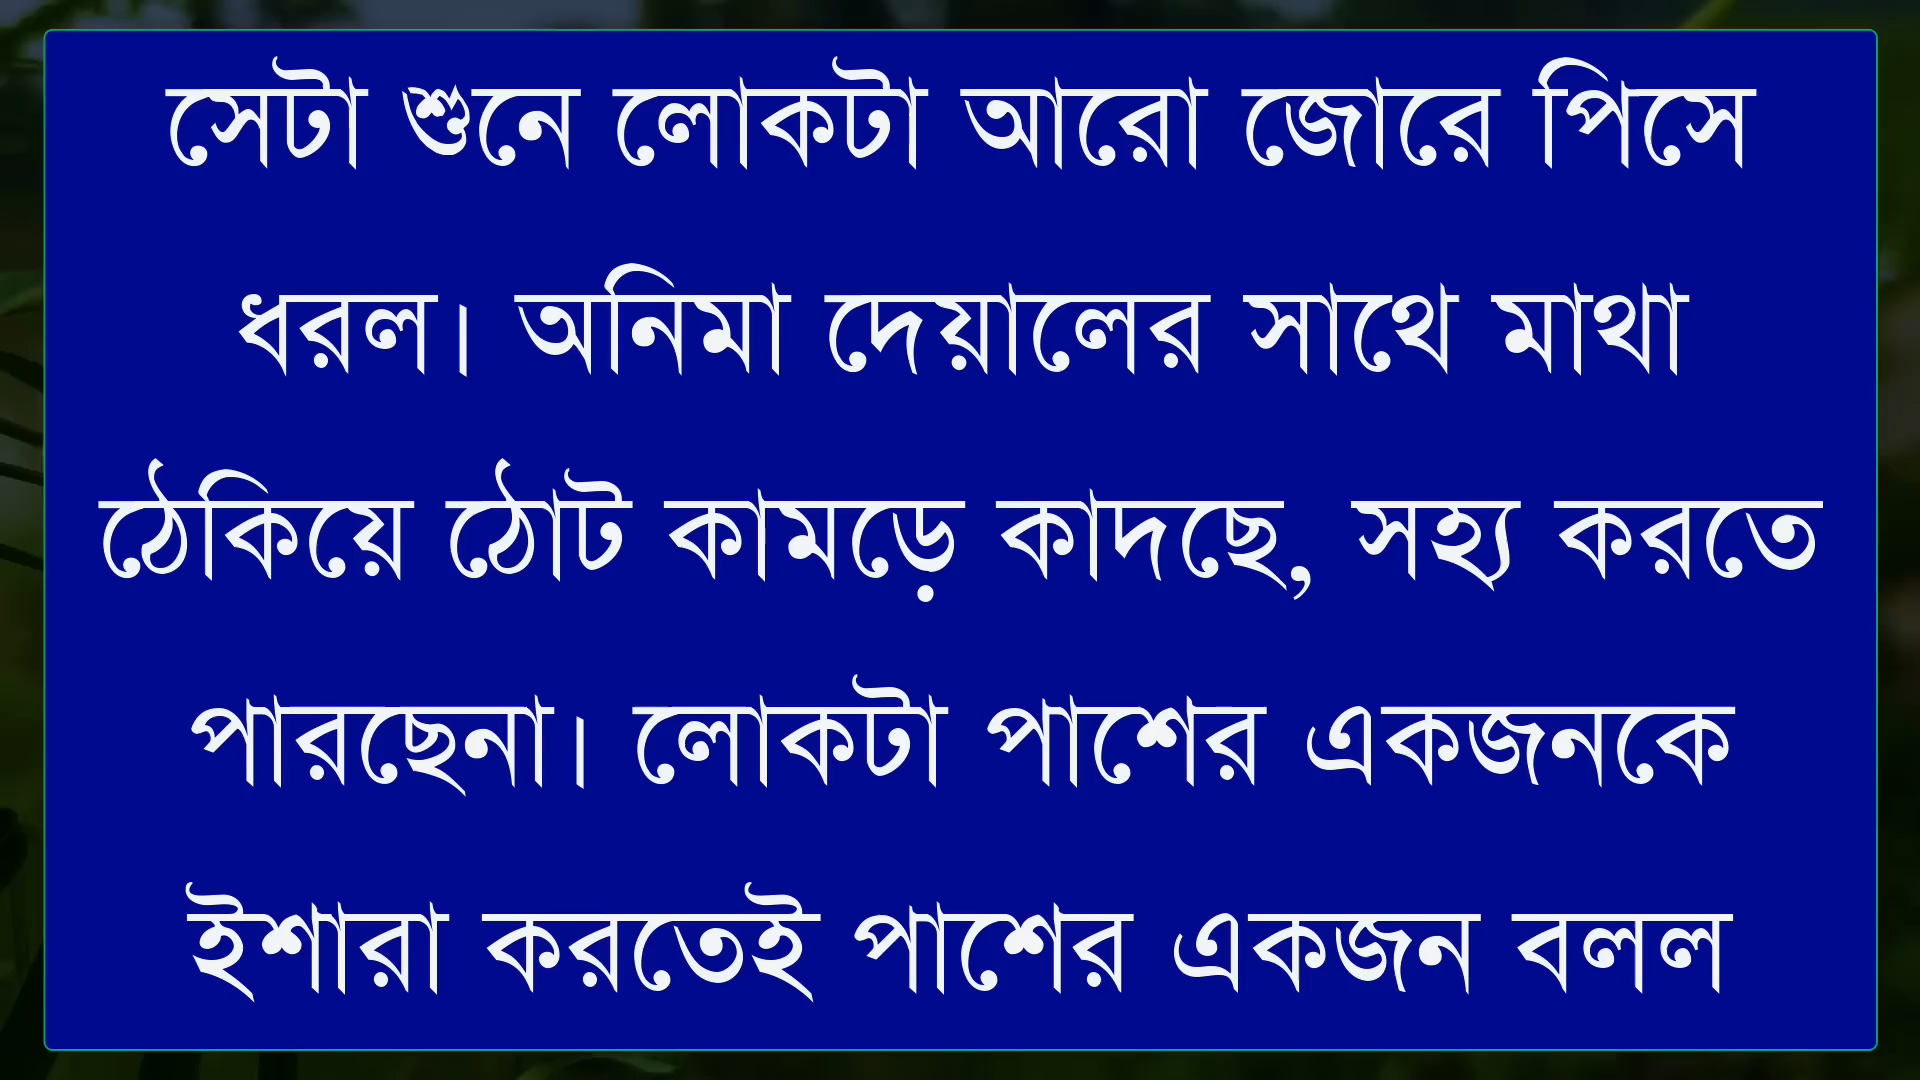 সেটা শুনে লোকটা আরো জোরে পিসে
ধরল। অনিমা দেয়ালের সাথে মাথা
ঠেকিয়ে ঠোট কামড়ে কাদছে, সহ্য করতে
পারছেনা। লোকটা পাশের একজনকে
ইশারা করতেই পাশের একজন বলল